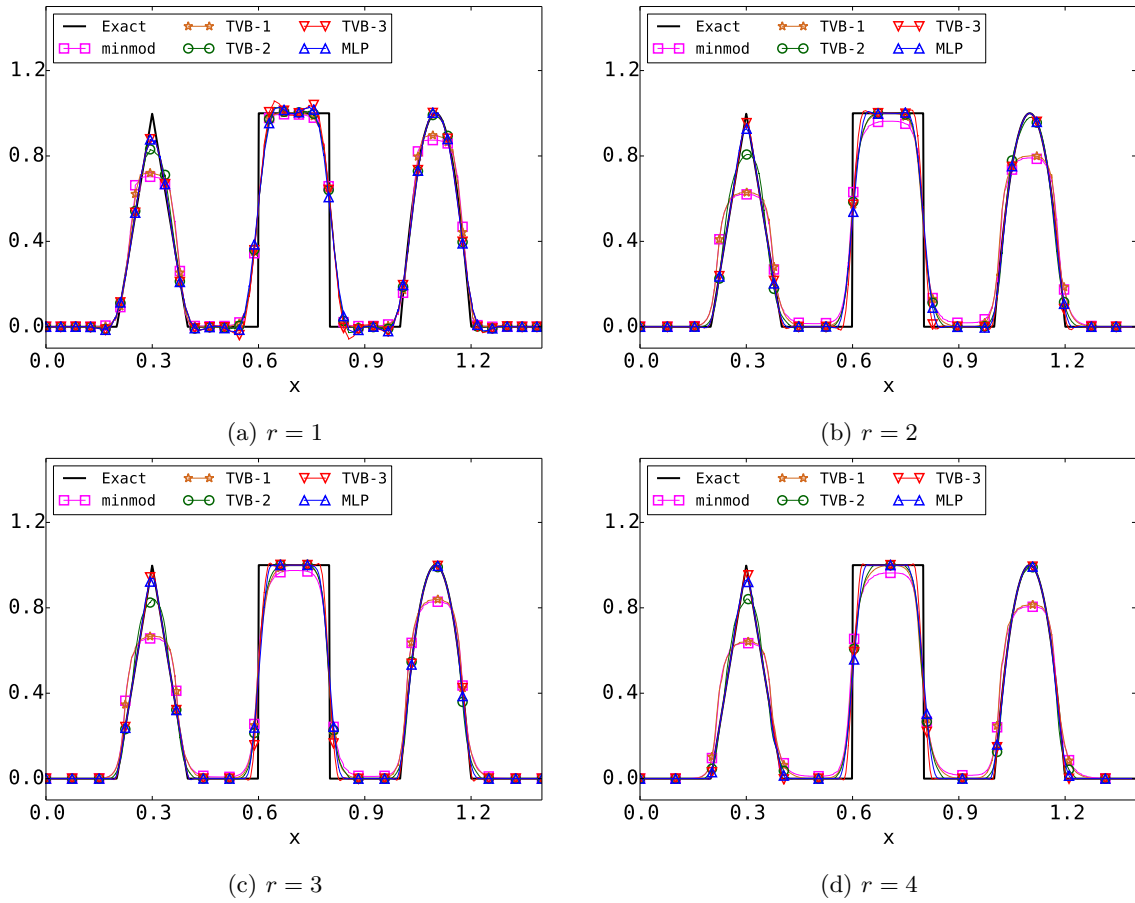 Exact TVB-1 TVB-3
minmod TVB-2 MLP
1.2
0.8
0.4
0.0
0.0 0.3 0.6 0.9 1.2
x
(a) r = 1
Exact TVB-1 TVB-3
minmod TVB-2 MLP
1.2
0.8
0.4
0.0
0.0 0.3 0.6 0.9 1.2
x
(b) r = 2
Exact TVB-1 TVB-3
minmod TVB-2 MLP
1.2
0.8
0.4
0.0
0.0 0.3 0.6 0.9 1.2
x
(c) r = 3
Exact TVB-1 TVB-3
minmod TVB-2 MLP
1.2
0.8
0.4
0.0
0.0 0.3 0.6 0.9 1.2
x
(d) r = 4